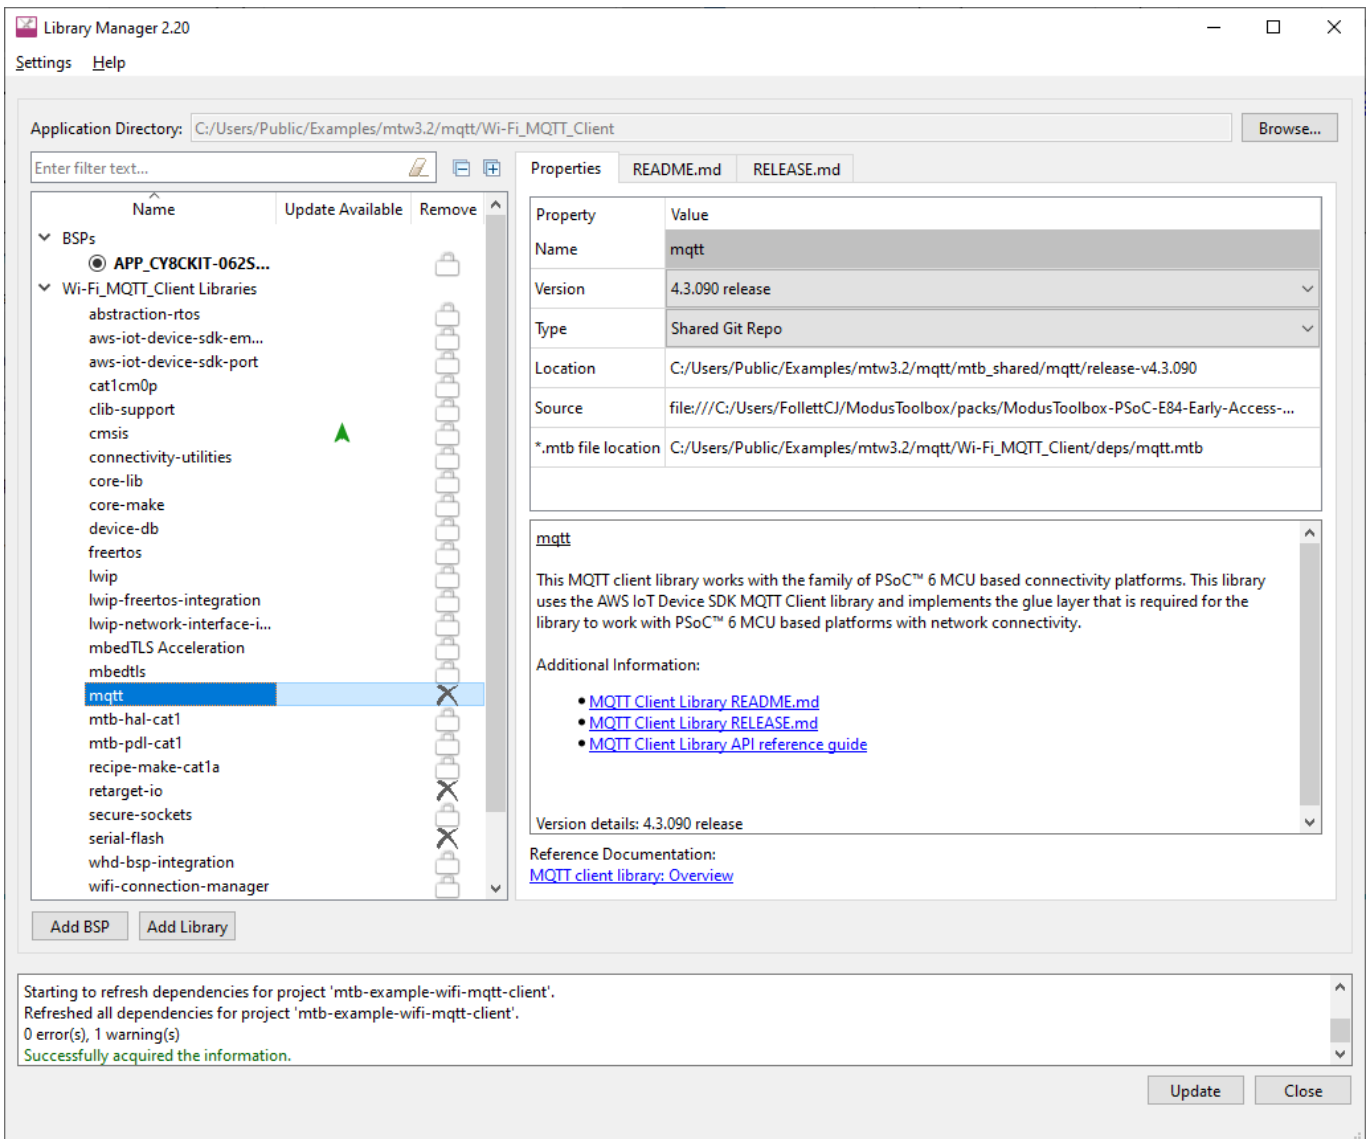 Library Manager 2.20
Settings Help
Application Directory: C:/Users/Public/Examples/mtw3.2/mqtt/Wi-Fi_MQTT_Client Browse...
Enter filter text...
Name Update Available Remove
BSPs
APP_CY8CKIT-062S...
Wi-Fi_MQTT_Client Libraries
abstraction-rtos
aws-iot-device-sdk-em...
aws-iot-device-sdk-port
cat1cm0p
clib-support
cmsis
connectivity-utilities
core-lib
core-make
device-db
freertos
lwip
lwip-freertos-integration
lwip-network-interface-i...
mbedTLS Acceleration
mbedtls
mqtt
mtb-hal-cat1
mtb-pdl-cat1
recipe-make-cat1a
retarget-io
secure-sockets
serial-flash
whd-bsp-integration
wifi-connection-manager
Add BSP Add Library
Properties README.md RELEASE.md
Property Value
Name mqtt
Version 4.3.090 release
Type Shared Git Repo
Location C:/Users/Public/Examples/mtw3.2/mqtt/mtb_shared/mqtt/release-v4.3.090
Source file:///C:/Users/FollettCJ/ModusToolbox/packs/ModusToolbox-PSoC-E84-Early-Access-...
*.mtb file location C:/Users/Public/Examples/mtw3.2/mqtt/Wi-Fi_MQTT_Client/deps/mqtt.mtb
mqtt
This MQTT client library works with the family of PSoC™ 6 MCU based connectivity platforms. This library
uses the AWS IoT Device SDK MQTT Client library and implements the glue layer that is required for the
library to work with PSoC™ 6 MCU based platforms with network connectivity.
Additional Information:
• MQTT Client Library README.md
• MQTT Client Library RELEASE.md
• MQTT Client Library API reference guide
Version details: 4.3.090 release
Reference Documentation:
MQTT client library: Overview
Starting to refresh dependencies for project 'mtb-example-wifi-mqtt-client'.
Refreshed all dependencies for project 'mtb-example-wifi-mqtt-client'.
0 error(s), 1 warning(s)
Successfully acquired the information.
Update Close